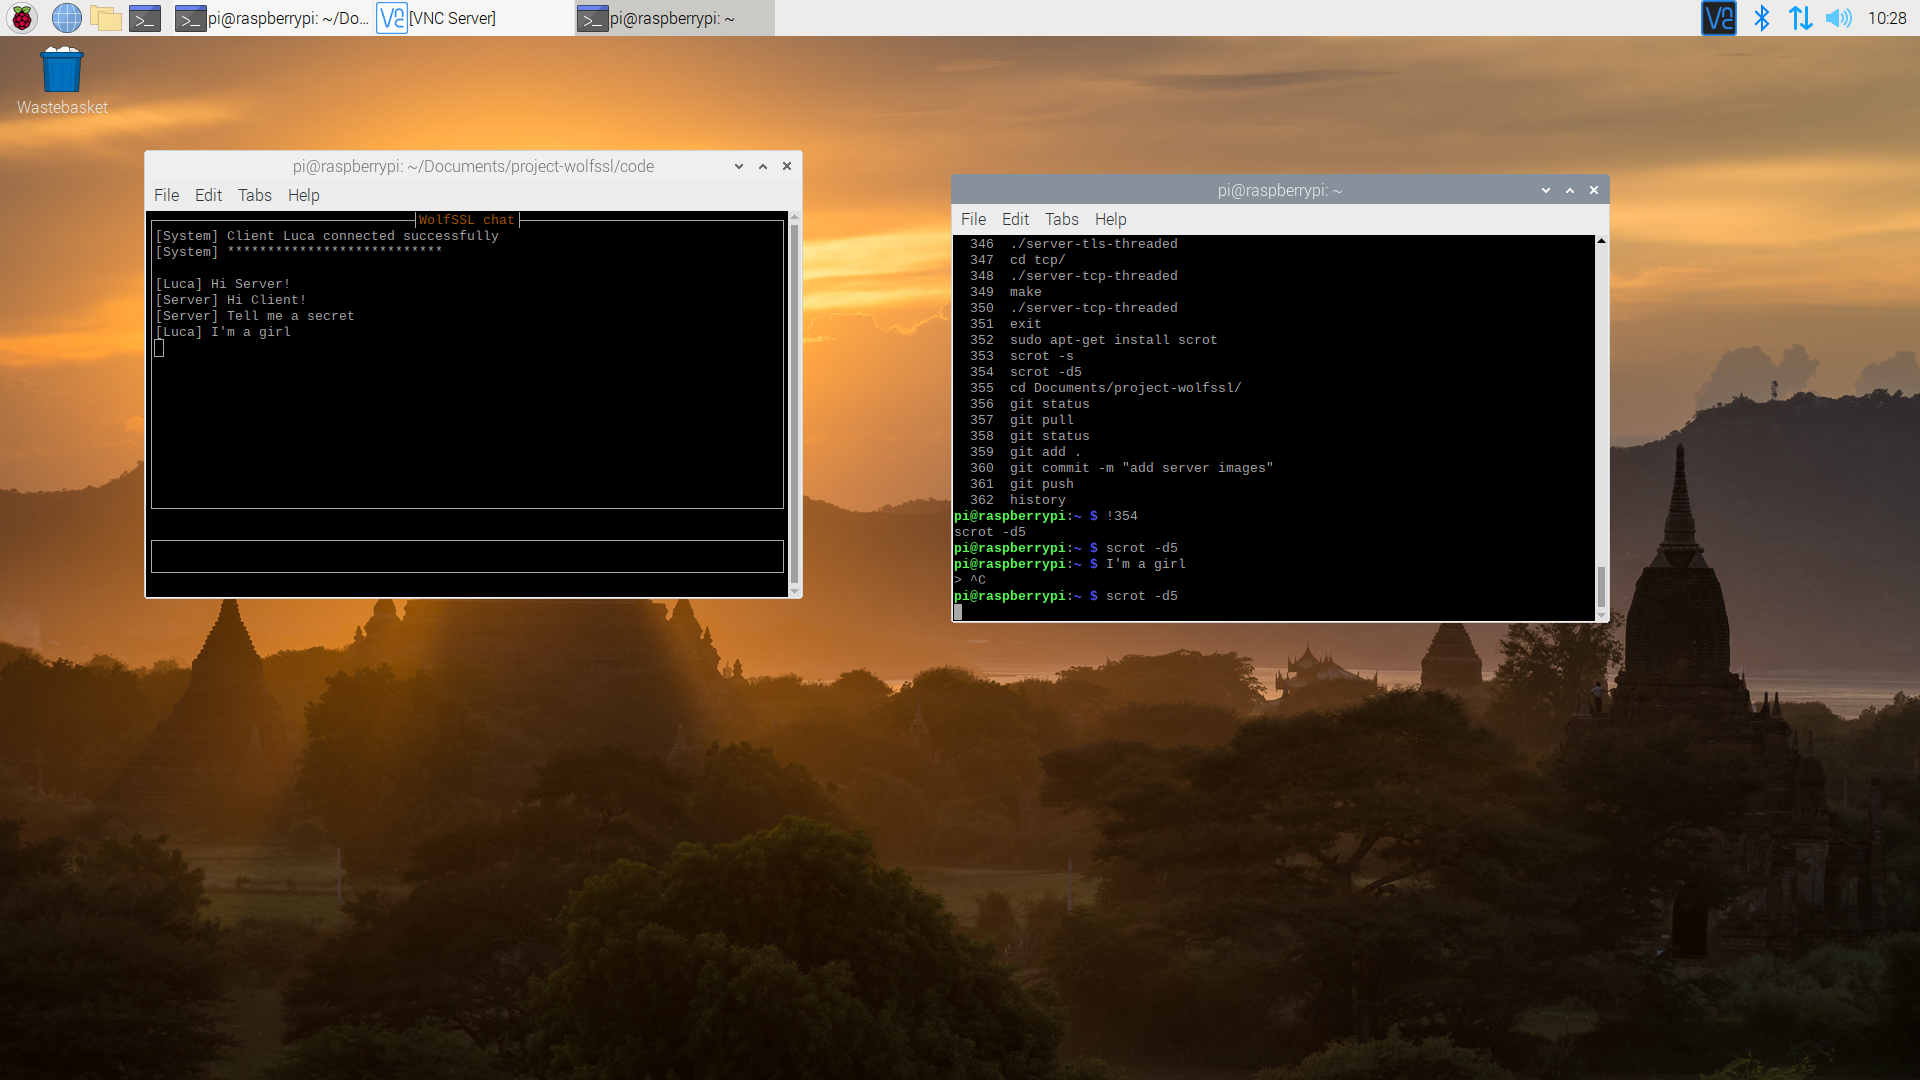 pi@raspberrypi: ~/Do...
[VNC Server]
pi@raspberrypi: ~
10:28
Wastebasket
pi@raspberrypi: ~/Documents/project-wolfssl/code
File Edit Tabs Help
WolfSSL chat
[System] Client Luca connected successfully
[System] ***************************
[Luca] Hi Server!
[Server] Hi Client!
[Server] Tell me a secret
[Luca] I'm a girl
pi@raspberrypi: ~
File Edit Tabs Help
346 ./server-tls-threaded
347 cd tcp/
348 ./server-tcp-threaded
349 make
350 ./server-tcp-threaded
351 exit
352 sudo apt-get install scrot
353 scrot -s
354 scrot -d5
355 cd Documents/project-wolfssl/
356 git status
357 git pull
358 git status
359 git add .
360 git commit -m "add server images"
361 git push
362 history
pi@raspberrypi:~ $ !354
scrot -d5
pi@raspberrypi:~ $ scrot -d5
pi@raspberrypi:~ $ I'm a girl
> ^C
pi@raspberrypi:~ $ scrot -d5